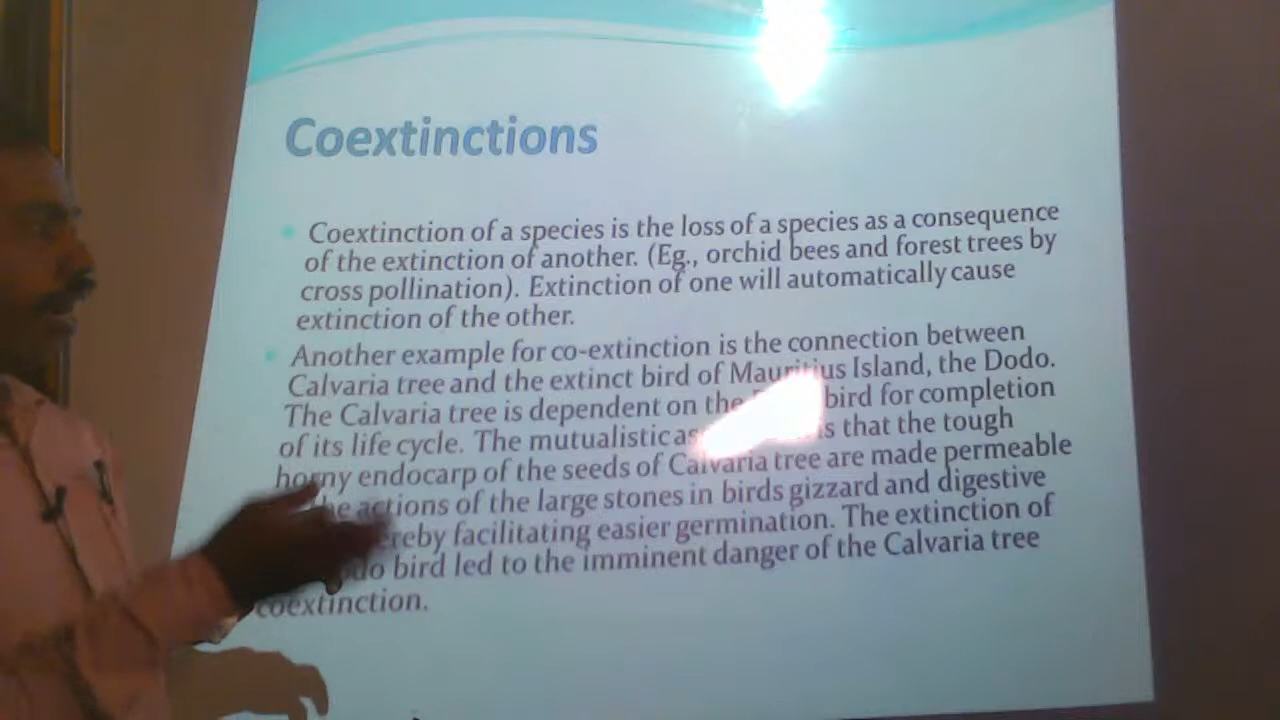 Coextinctions
Coextinction of a species is the loss of a species as a consequence
of the extinction of another. (Eg., orchid bees and forest trees by
cross pollination). Extinction of one will automatically cause
extinction of the other.
Another example for co-extinction is the connection between
Calvaria tree and the extinct bird of Mauritius Island, the Dodo.
The Calvaria tree is dependent on the bird for completion
of its life cycle. The mutualistic that the tough
horny endocarp of the seeds of Calvaria tree are made permeable
actions of the large stones in birds gizzard and digestive
facilitating easier germination. The extinction of
bird led to the imminent danger of the Calvaria tree
coextinction.